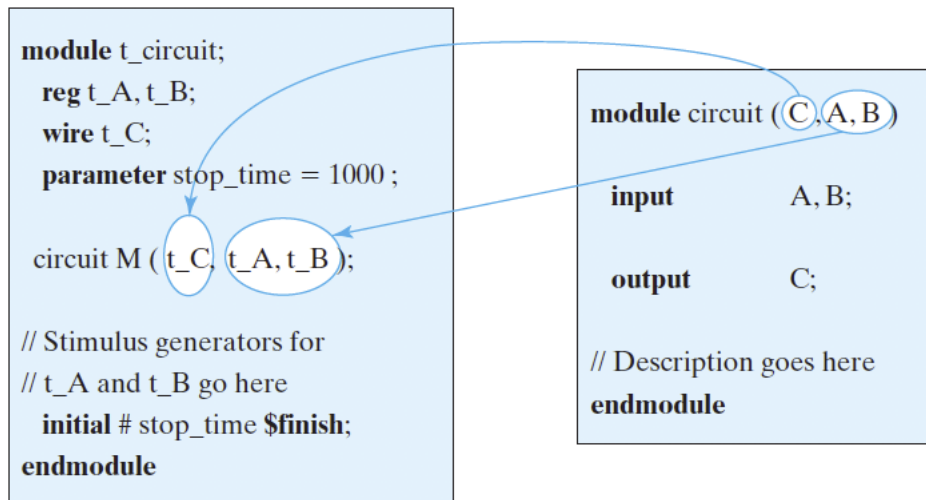 module t_circuit;
reg t_A, t_B;
wire t_C;
parameter stop_time = 1000 ;
circuit M ( t_C, t_A, t_B );
// Stimulus generators for
// t_A and t_B go here
initial # stop_time $finish;
endmodule
module circuit ( C, A, B )
input A, B;
output C;
// Description goes here
endmodule